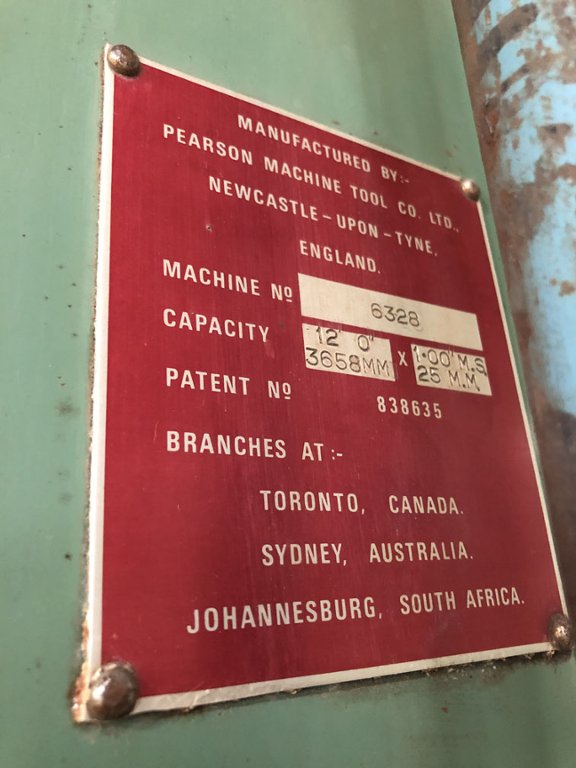 MANUFACTURED BY:-
PEARSON MACHINE TOOL CO. LTD.,
NEWCASTLE-UPON-TYNE,
ENGLAND.
MACHINE Nº 6328
CAPACITY 12' 0" x 1·00" M.S.
3658MM 25 M.M.
PATENT Nº 838635
BRANCHES AT:-
TORONTO, CANADA.
SYDNEY, AUSTRALIA.
JOHANNESBURG, SOUTH AFRICA.